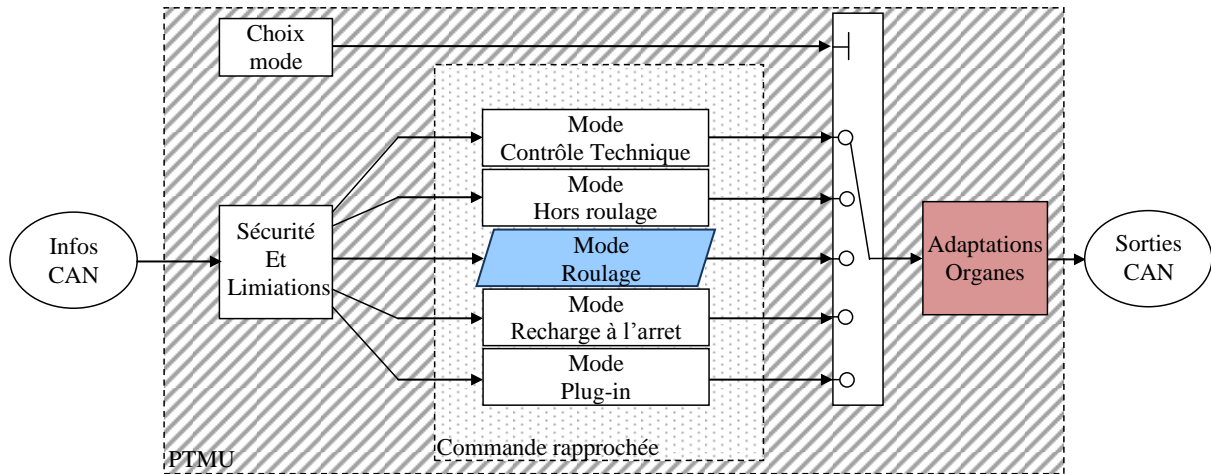 Choix
mode
Mode
Contrôle Technique
Mode
Hors roulage
Infos
CAN
Sécurité
Et
Limiations
Mode
Roulage
Adaptations
Organes
Sorties
CAN
Mode
Recharge à l’arret
Mode
Plug-in
Commande rapprochée
PTMU